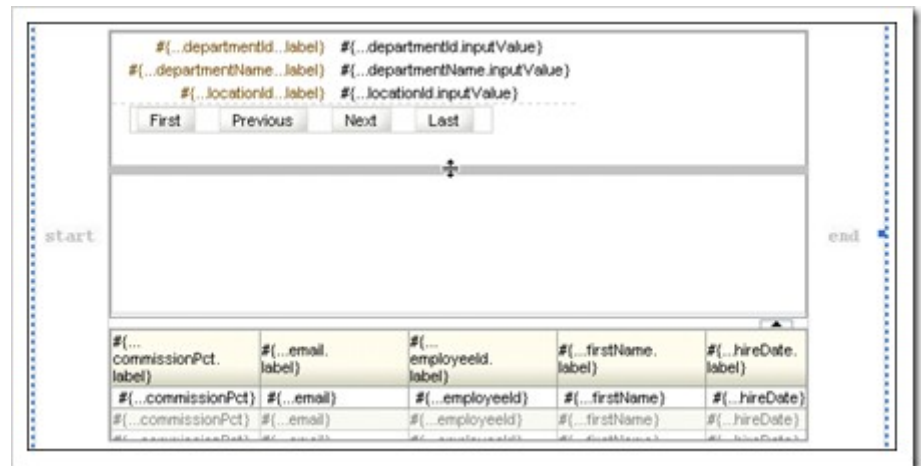 #{...departmentId...label} #{...departmentId.inputValue}
#{...departmentName...label} #{...departmentName.inputValue}
#{...locationId...label} #{...locationId.inputValue}
First Previous Next Last
start
end
#{...
commissionPct.
label}
#{...email.
label}
#{...
employeeId.
label}
#{...firstName.
label}
#{...hireDate.
label}
#{...commissionPct} #{...email} #{...employeeId} #{...firstName} #{...hireDate}
#{...commissionPct} #{...email} #{...employeeId} #{...firstName} #{...hireDate}